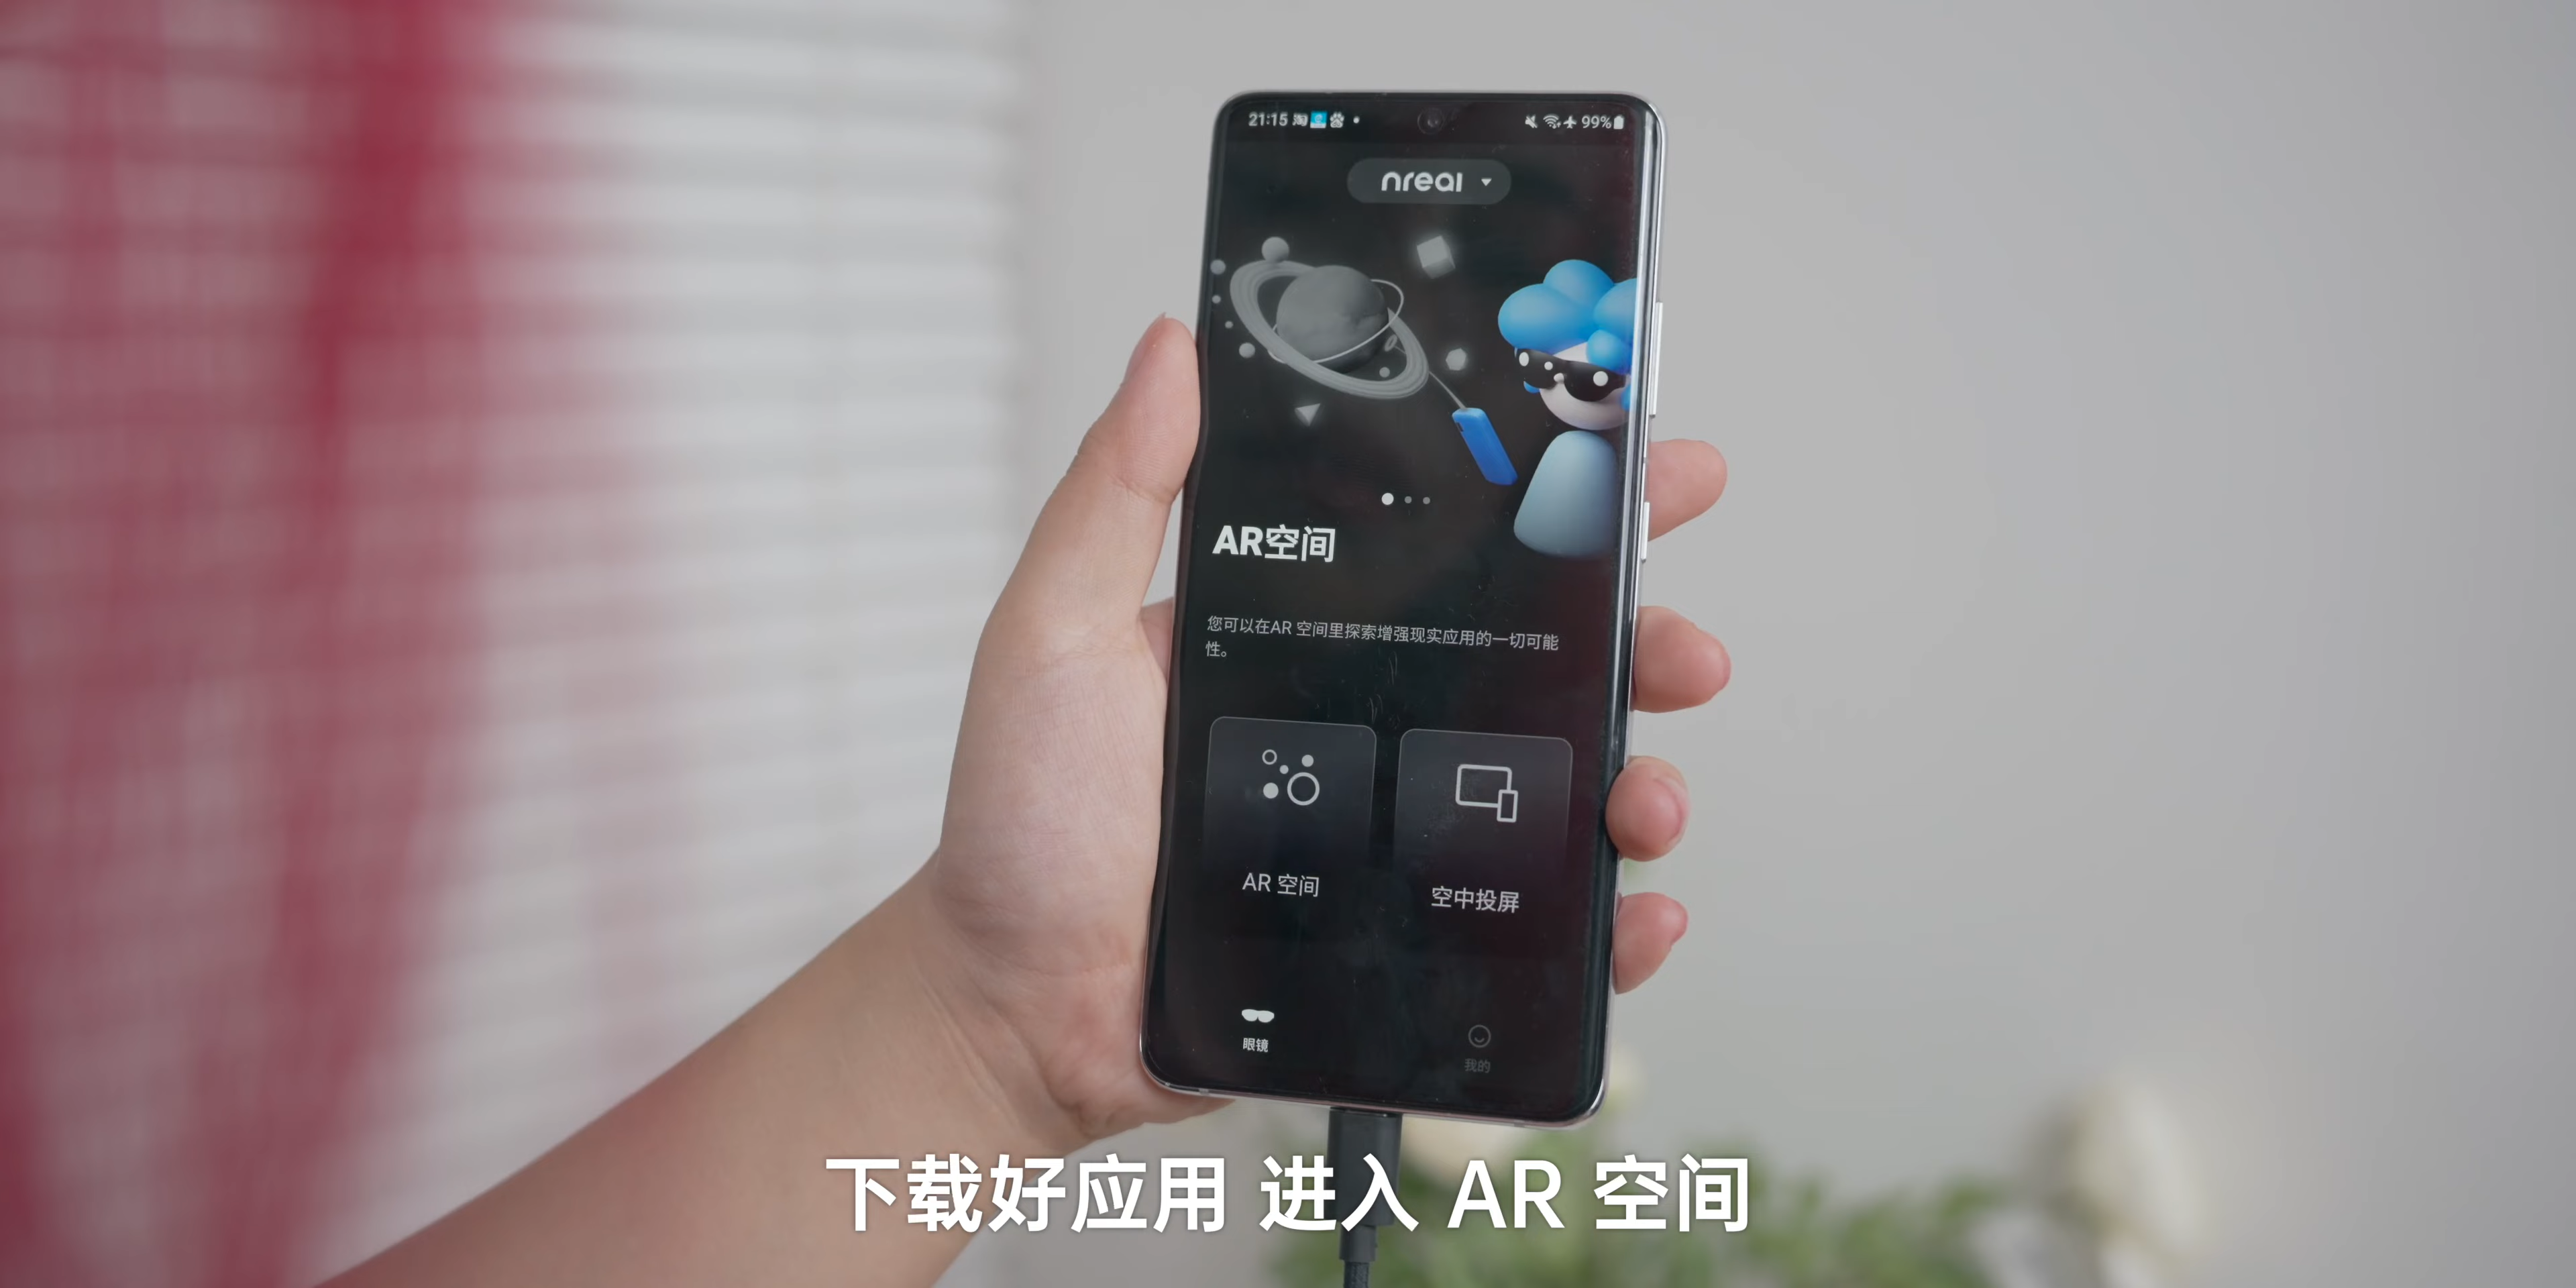 21:15 淘
99%
nreal
AR空间
您可以在AR 空间里探索增强现实应用的一切可能
性。
AR 空间
空中投屏
眼镜
我的
下载好应用 进入 AR 空间